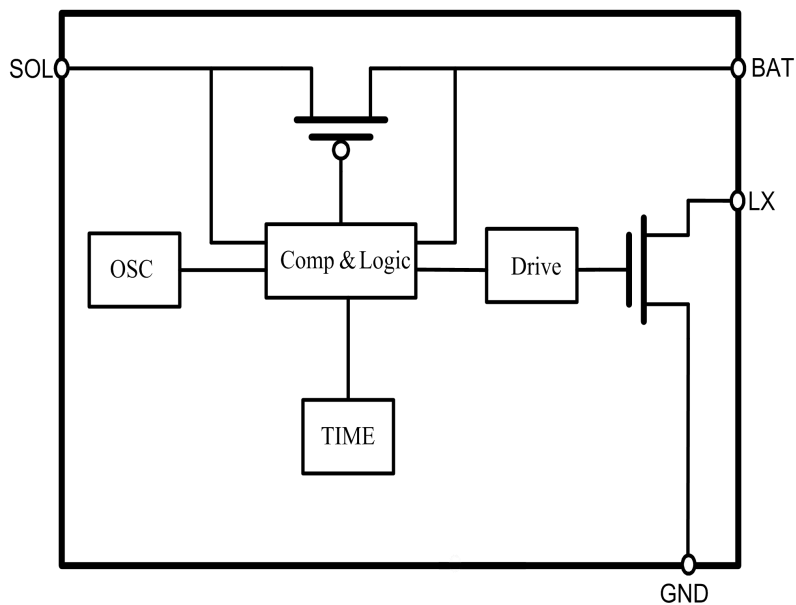 SOL
BAT
LX
OSC
Comp & Logic
Drive
TIME
GND